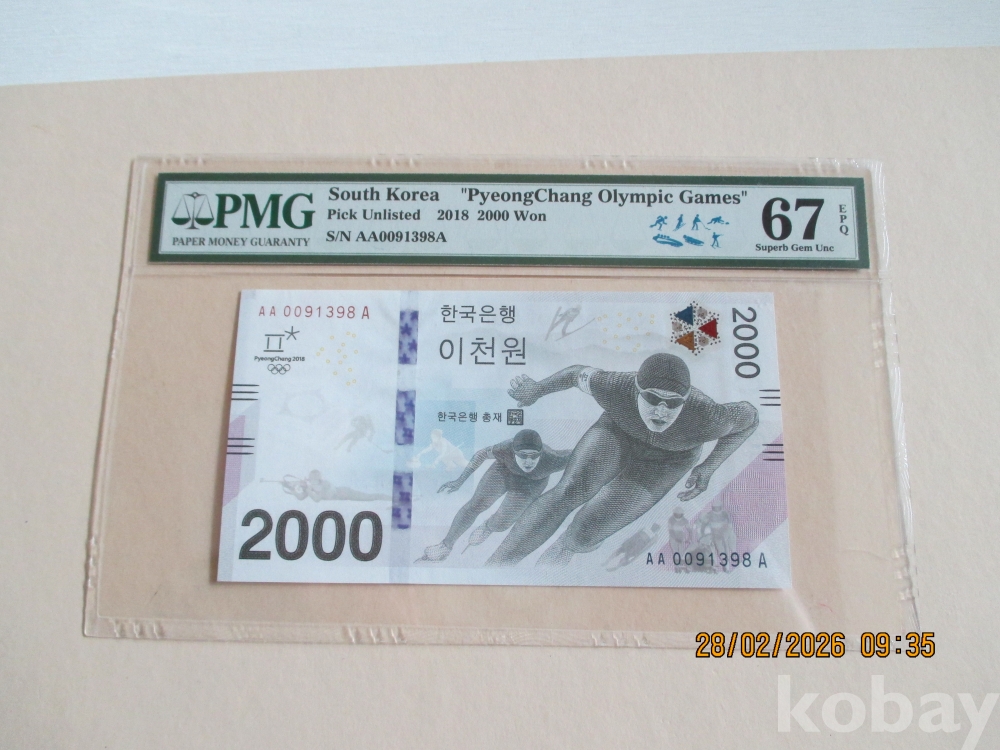 PMG
PAPER MONEY GUARANTY
South Korea "PyeongChang Olympic Games"
Pick Unlisted 2018 2000 Won
S/N AA0091398A
67
EPQ
Superb Gem Unc
AA 0091398 A
PyeongChang 2018
한국은행
이천원
한국은행 총재
2000
2000
AA 0091398 A
28/02/2026 09:35
kobay